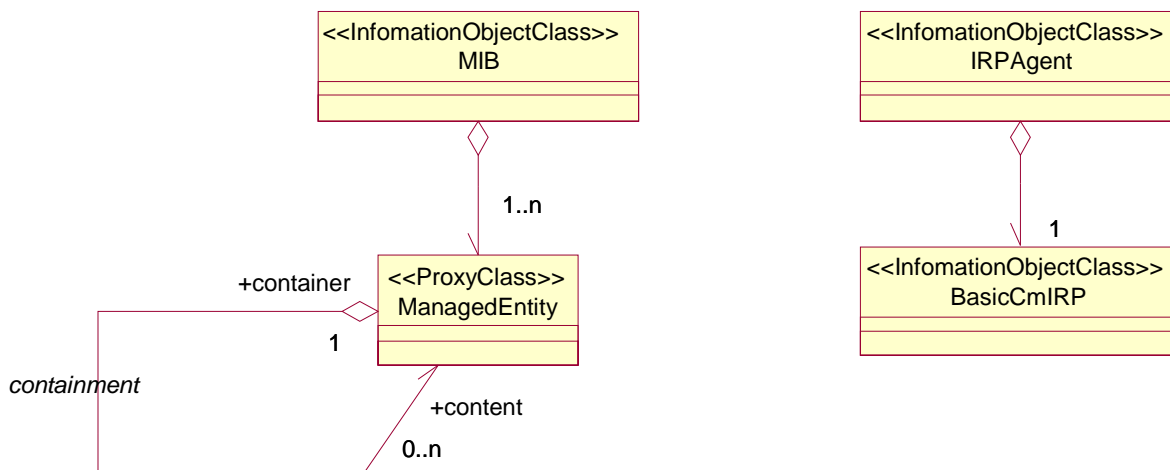 <<InfomationObjectClass>>
MIB
<<InfomationObjectClass>>
IRPAgent
1..n
1
<<ProxyClass>>
ManagedEntity
<<InfomationObjectClass>>
BasicCmIRP
+container
1
containment
+content
0..n